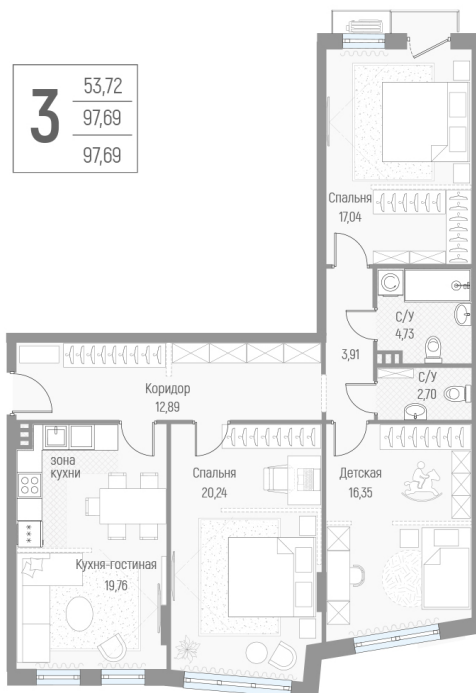 3
53,72
97,69
97,69
Спальня
17,04
С/У
4,73
3,91
С/У
2,70
Коридор
12,89
зона
кухни
Спальня
20,24
Детская
16,35
Кухня-гостиная
19,76